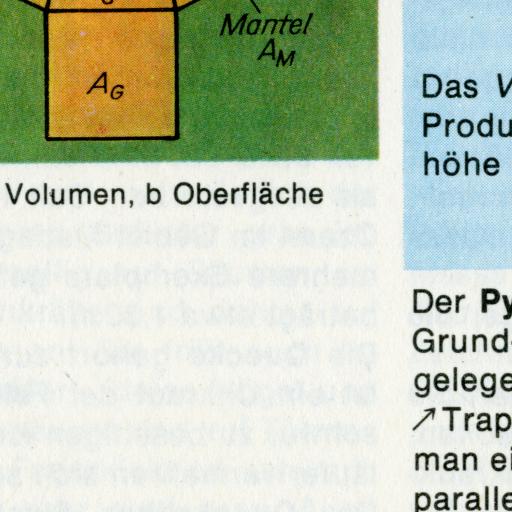 Mantel
A_M
A_G
Volumen, b Oberfläche
Das V
Produ
höhe
Der Py
Grund-
gelege
↗Trap
man ei
paralle